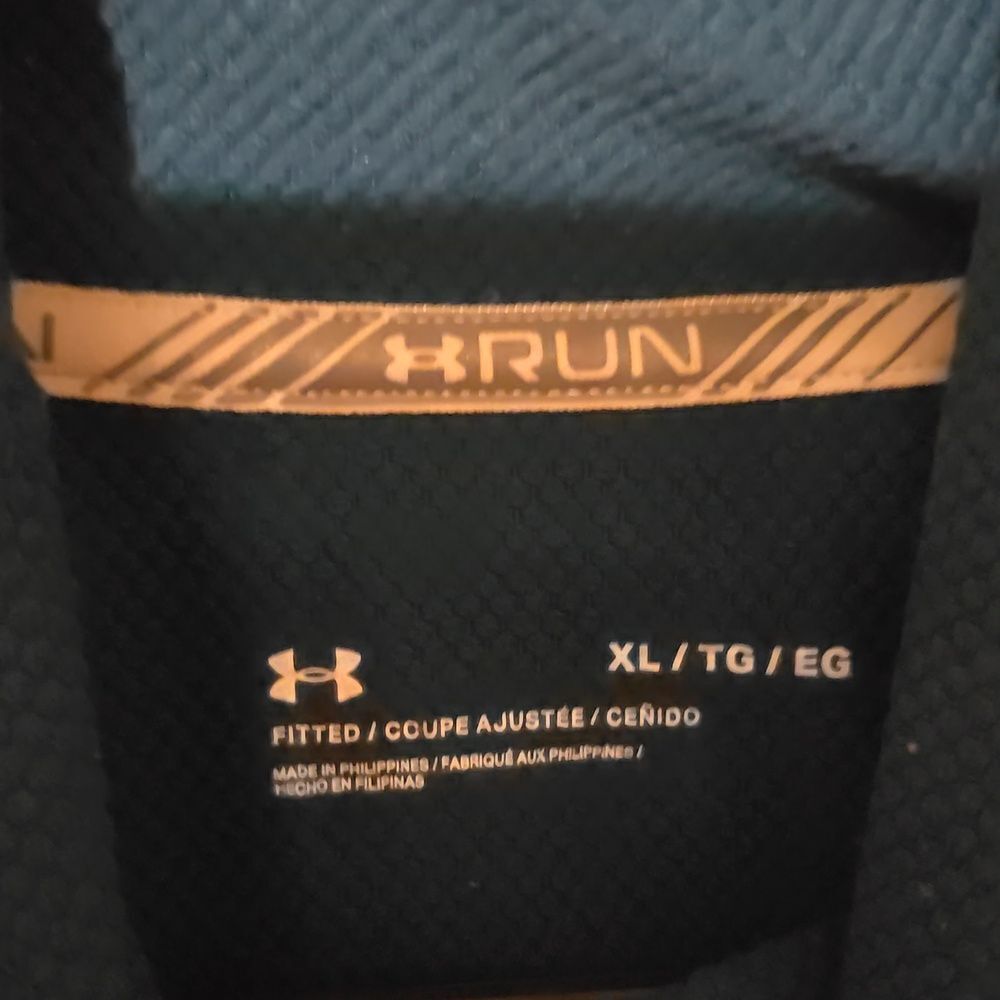 RUN
XL / TG / EG
FITTED / COUPE AJUSTÉE / CEÑIDO
MADE IN PHILIPPINES / FABRIQUÉ AUX PHILIPPINES /
HECHO EN FILIPINAS